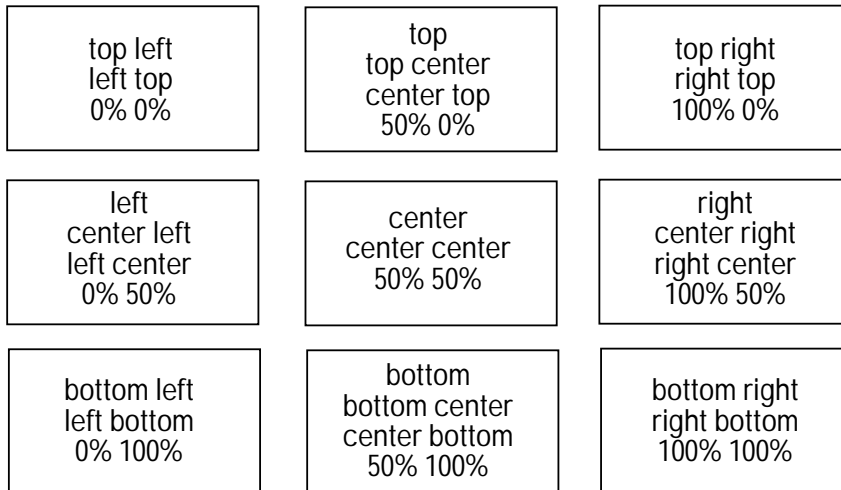 top left
left top
0% 0%
top
top center
center top
50% 0%
top right
right top
100% 0%
left
center left
left center
0% 50%
center
center center
50% 50%
right
center right
right center
100% 50%
bottom left
left bottom
0% 100%
bottom
bottom center
center bottom
50% 100%
bottom right
right bottom
100% 100%